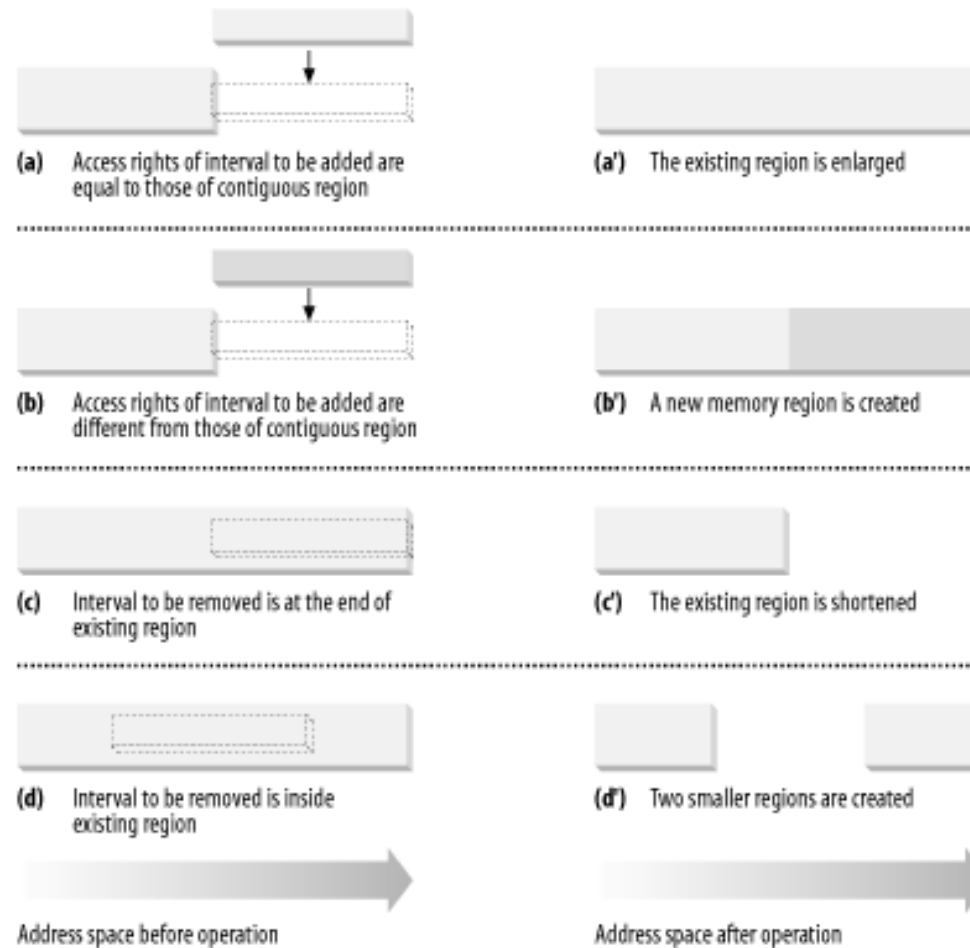 (a) Access rights of interval to be added are
equal to those of contiguous region
(a') The existing region is enlarged
(b) Access rights of interval to be added are
different from those of contiguous region
(b') A new memory region is created
(c) Interval to be removed is at the end of
existing region
(c') The existing region is shortened
(d) Interval to be removed is inside
existing region
(d') Two smaller regions are created
Address space before operation
Address space after operation